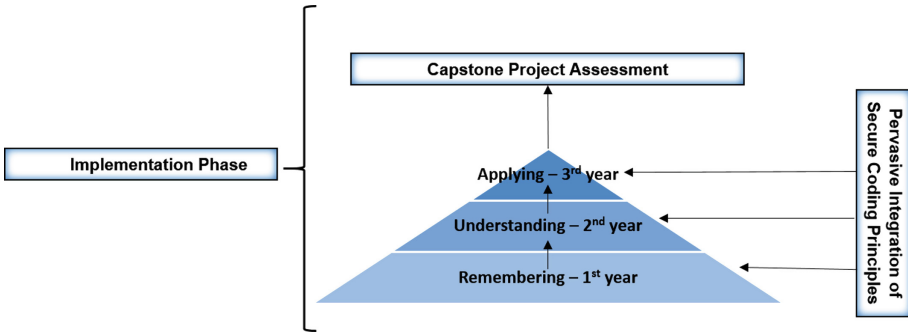 Capstone Project Assessment
Implementation Phase
Applying – 3rd year
Understanding – 2nd year
Remembering – 1st year
Pervasive Integration of
Secure Coding Principles